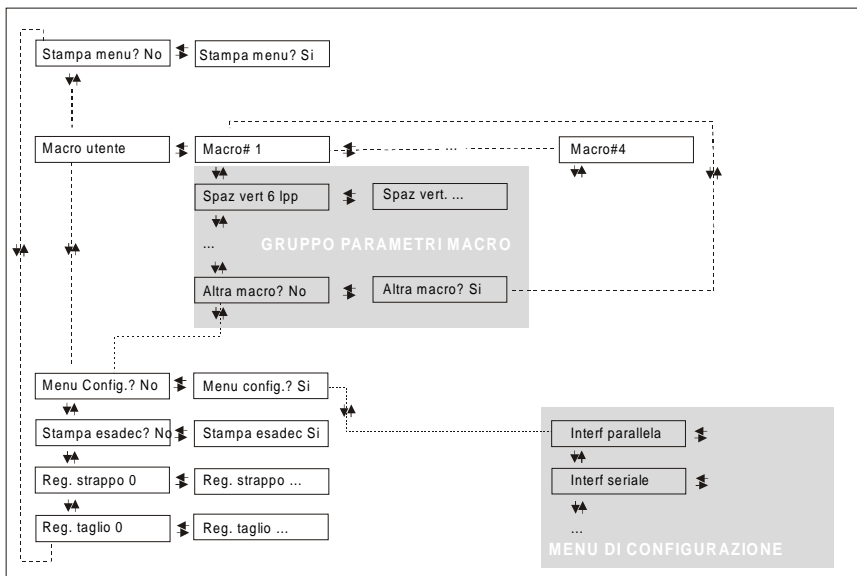 Stampa menu? No
Stampa menu? Si
Macro utente
Macro# 1
...
Macro#4
Spaz vert 6 lpp
Spaz vert. ...
...
GRUPPO PARAMETRI MACRO
Altra macro? No
Altra macro? Si
Menu Config.? No
Menu config.? Si
Stampa esadec? No
Stampa esadec Si
Interf parallela
Reg. strappo 0
Reg. strappo ...
Interf seriale
Reg. taglio 0
Reg. taglio ...
...
MENU DI CONFIGURAZIONE